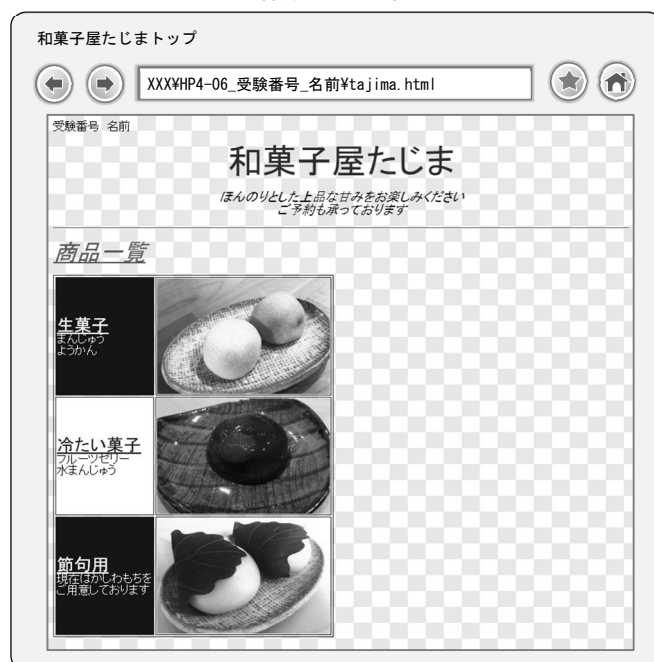 和菓子屋たじまトップ
XXX¥HP4-06_受験番号_名前¥tajima.html
受験番号 名前
和菓子屋たじま
ほんのりとした上品な甘みをお楽しみください
ご予約も承っております
商品一覧
生菓子
まんじゅう
ようかん
冷たい菓子
フルーツゼリー
水まんじゅう
節句用
現在はかしわもちを
ご用意しております